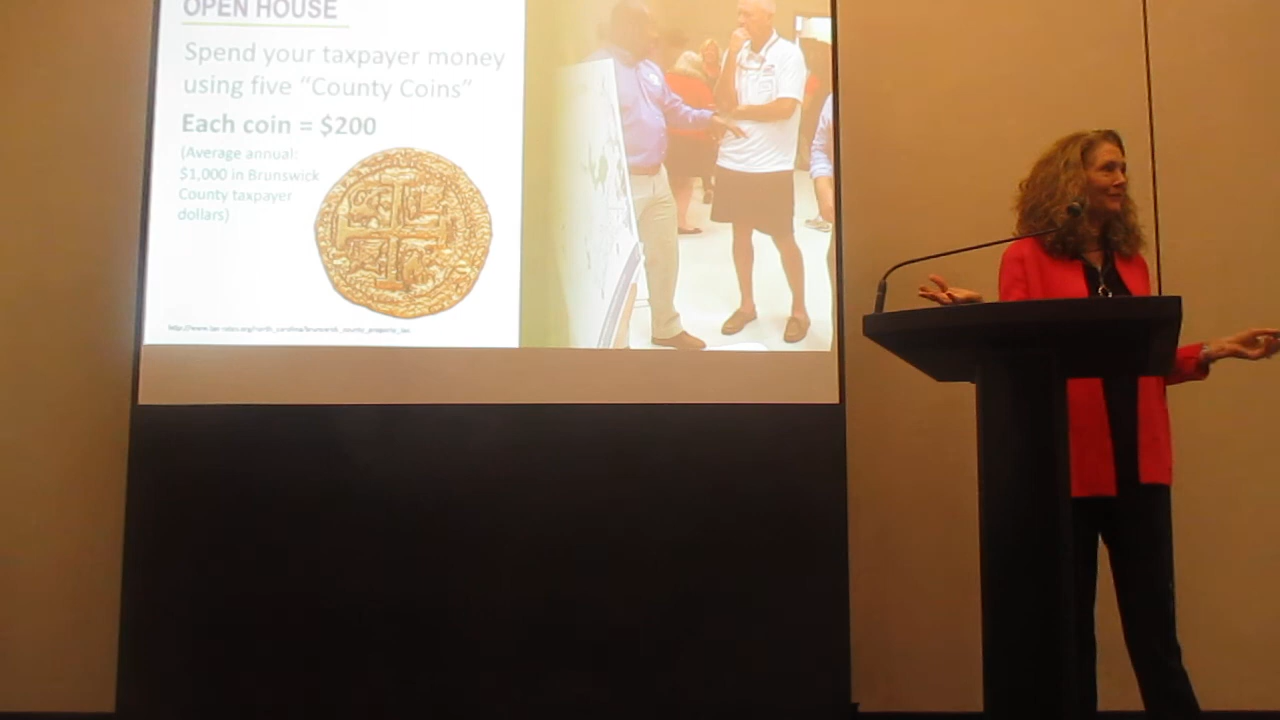 OPEN HOUSE
Spend your taxpayer money
using five “County Coins”
Each coin = $200
(Average annual:
$1,000 in Brunswick
County taxpayer
dollars)